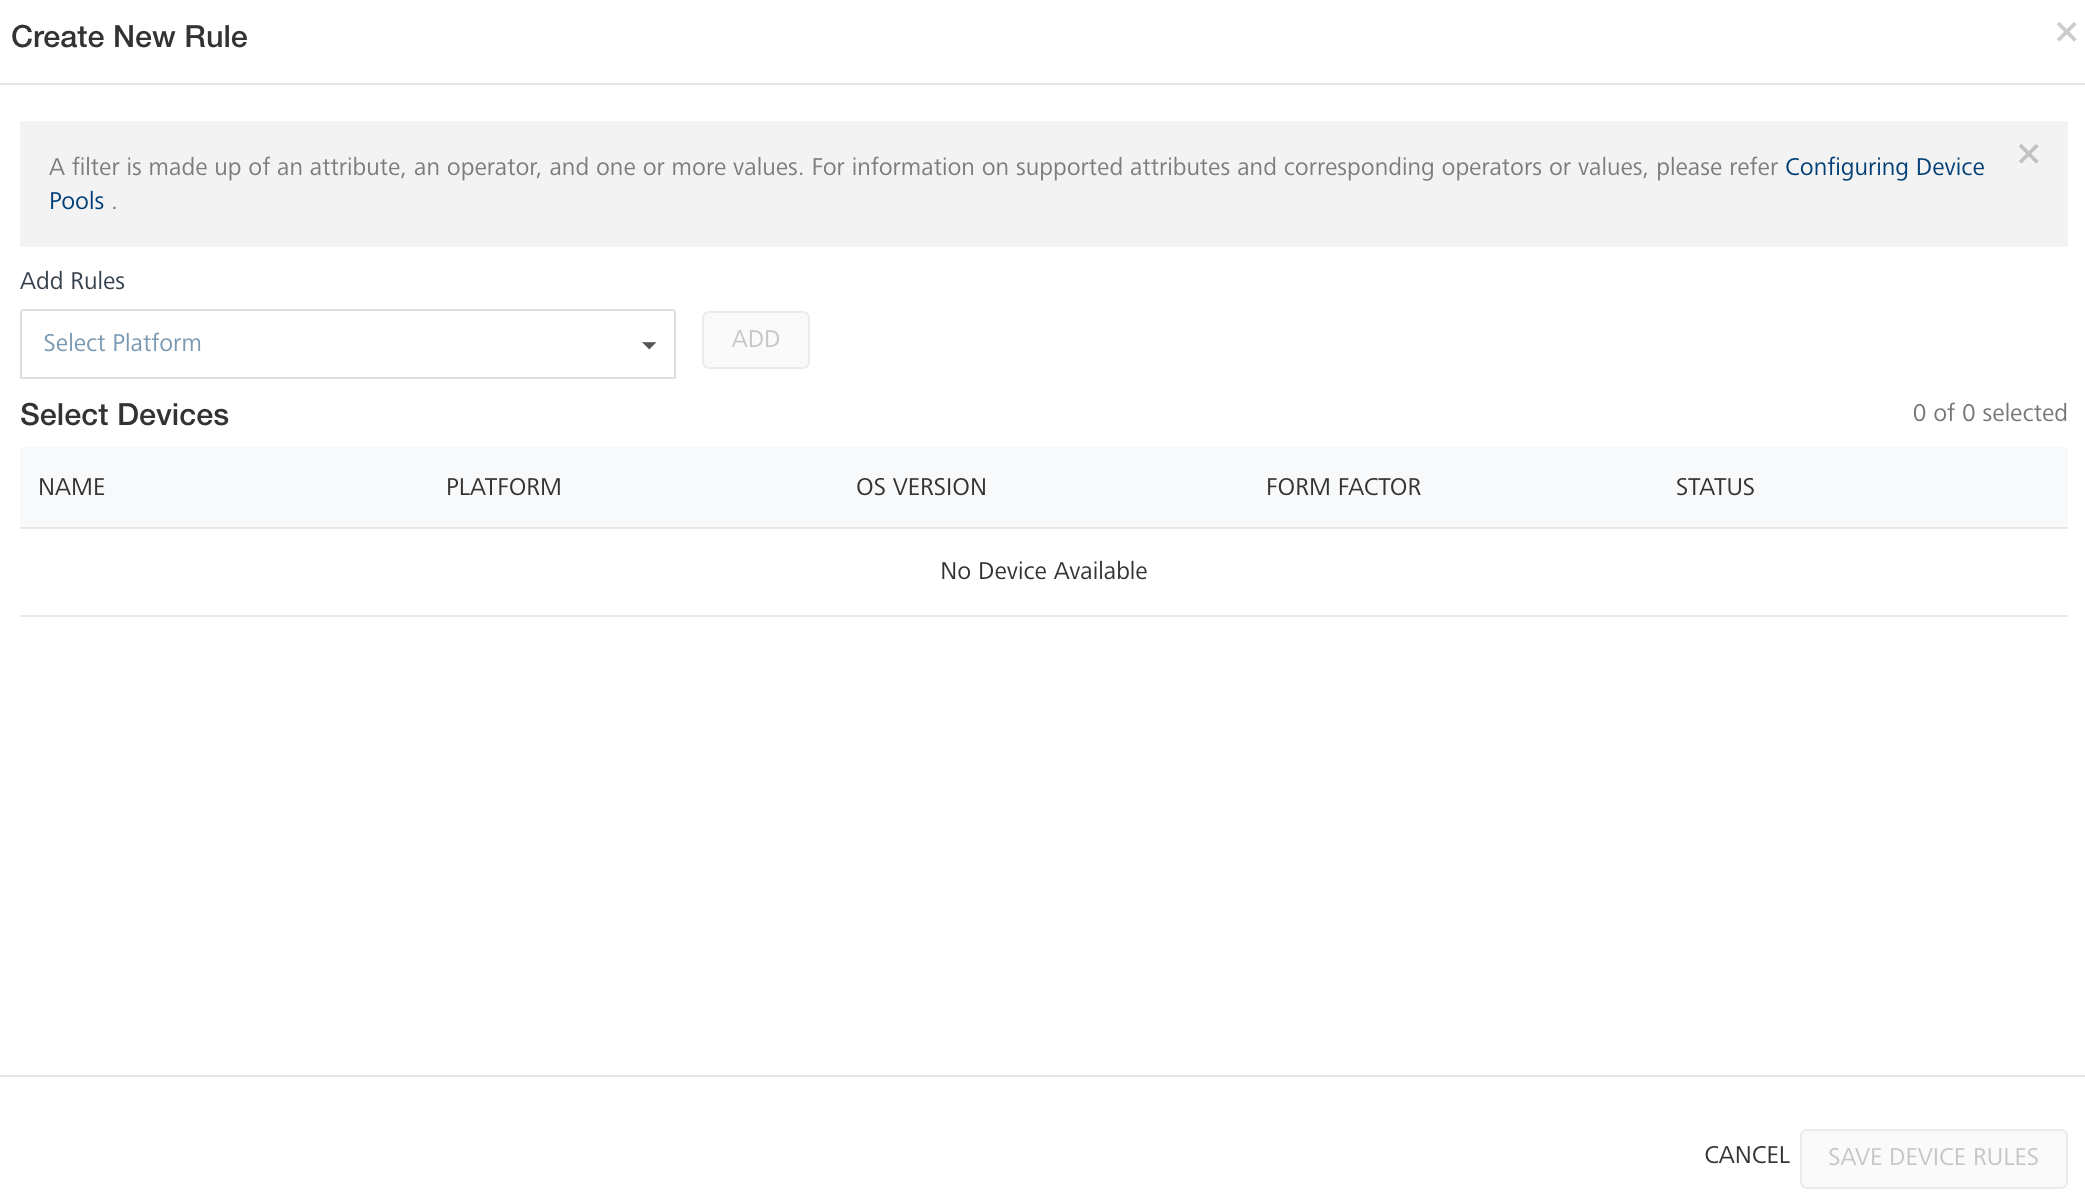 Create New Rule
A filter is made up of an attribute, an operator, and one or more values. For information on supported attributes and corresponding operators or values, please refer Configuring Device
Pools .
Add Rules
Select Platform
ADD
Select Devices
0 of 0 selected
NAME PLATFORM OS VERSION FORM FACTOR STATUS
No Device Available
CANCEL
SAVE DEVICE RULES